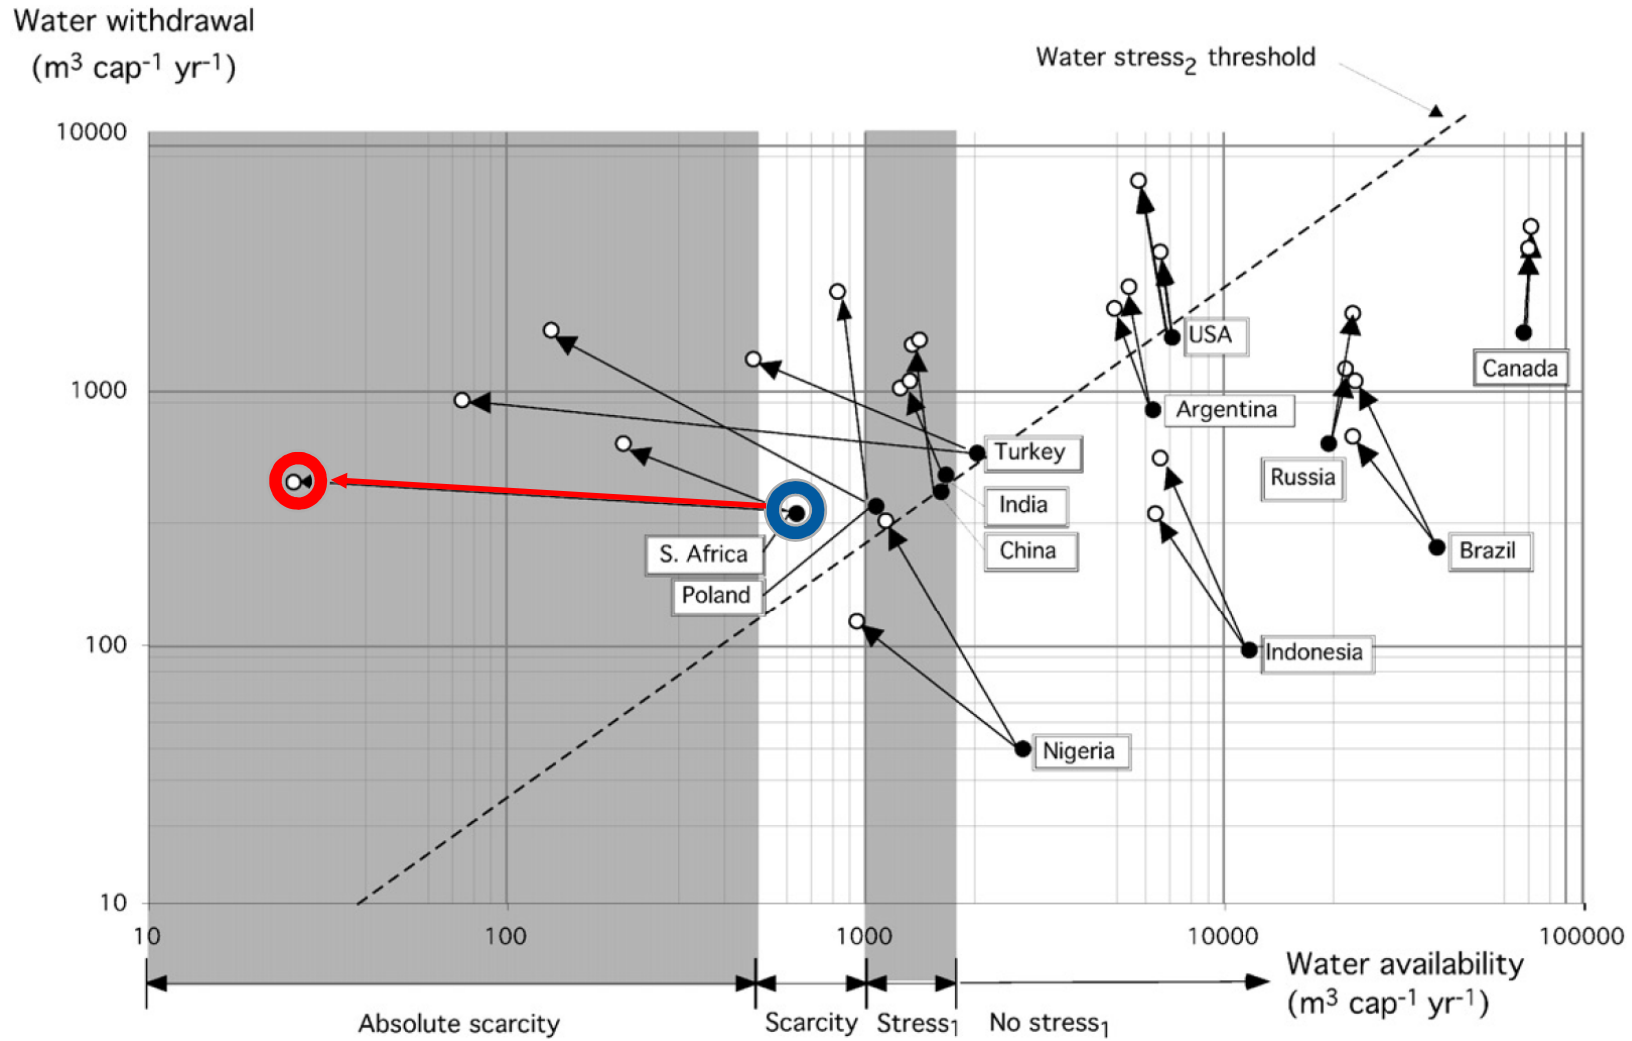 Water withdrawal
(m³ cap⁻¹ yr⁻¹)
Water stress₂ threshold
10000
USA
Canada
1000
Argentina
Turkey
Russia
India
S. Africa
China
Brazil
Poland
100
Indonesia
Nigeria
10
10
100
1000
10000
100000
Water availability
(m³ cap⁻¹ yr⁻¹)
Absolute scarcity
Scarcity
Stress₁
No stress₁